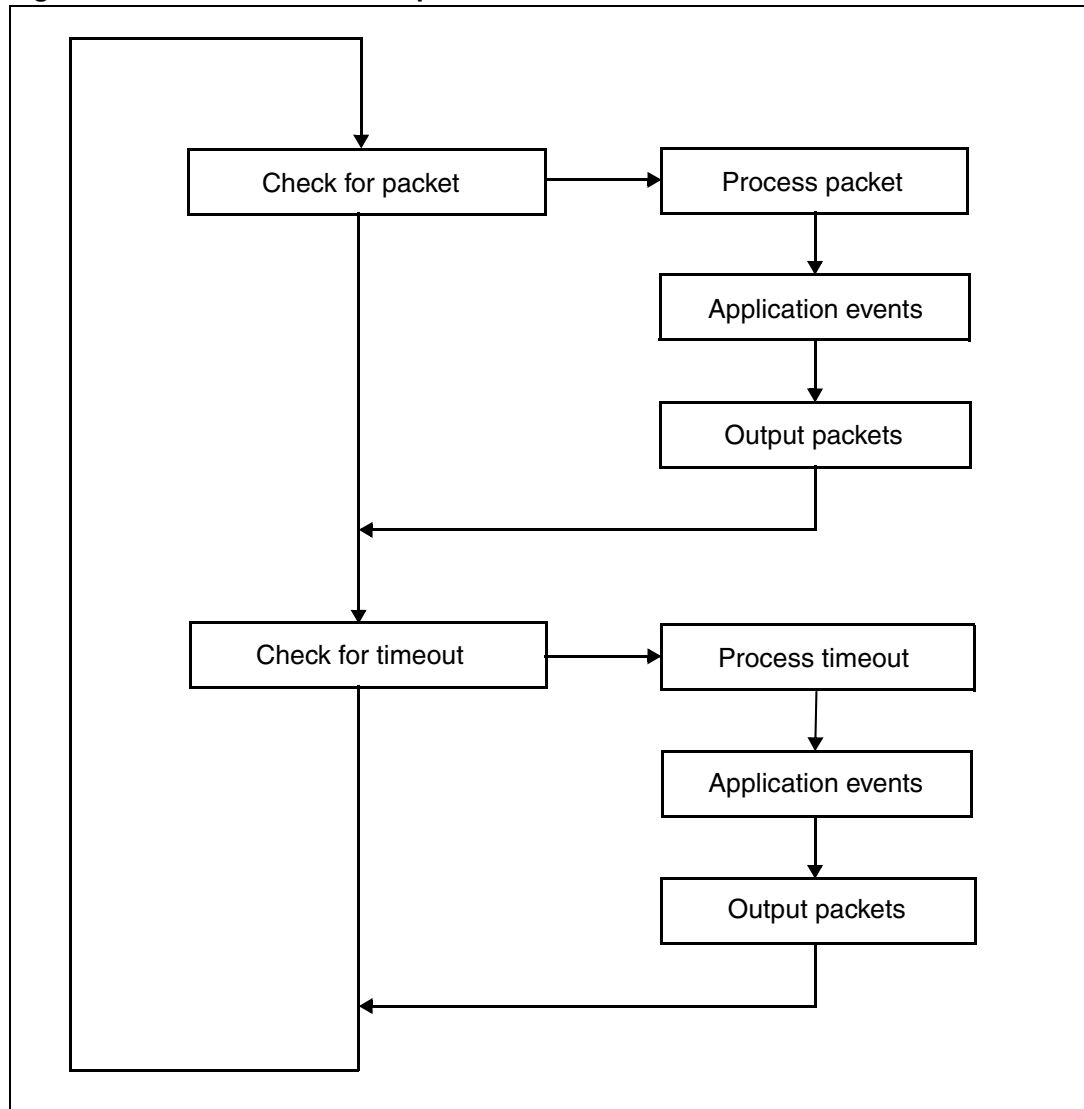 Check for packet
Process packet
Application events
Output packets
Check for timeout
Process timeout
Application events
Output packets